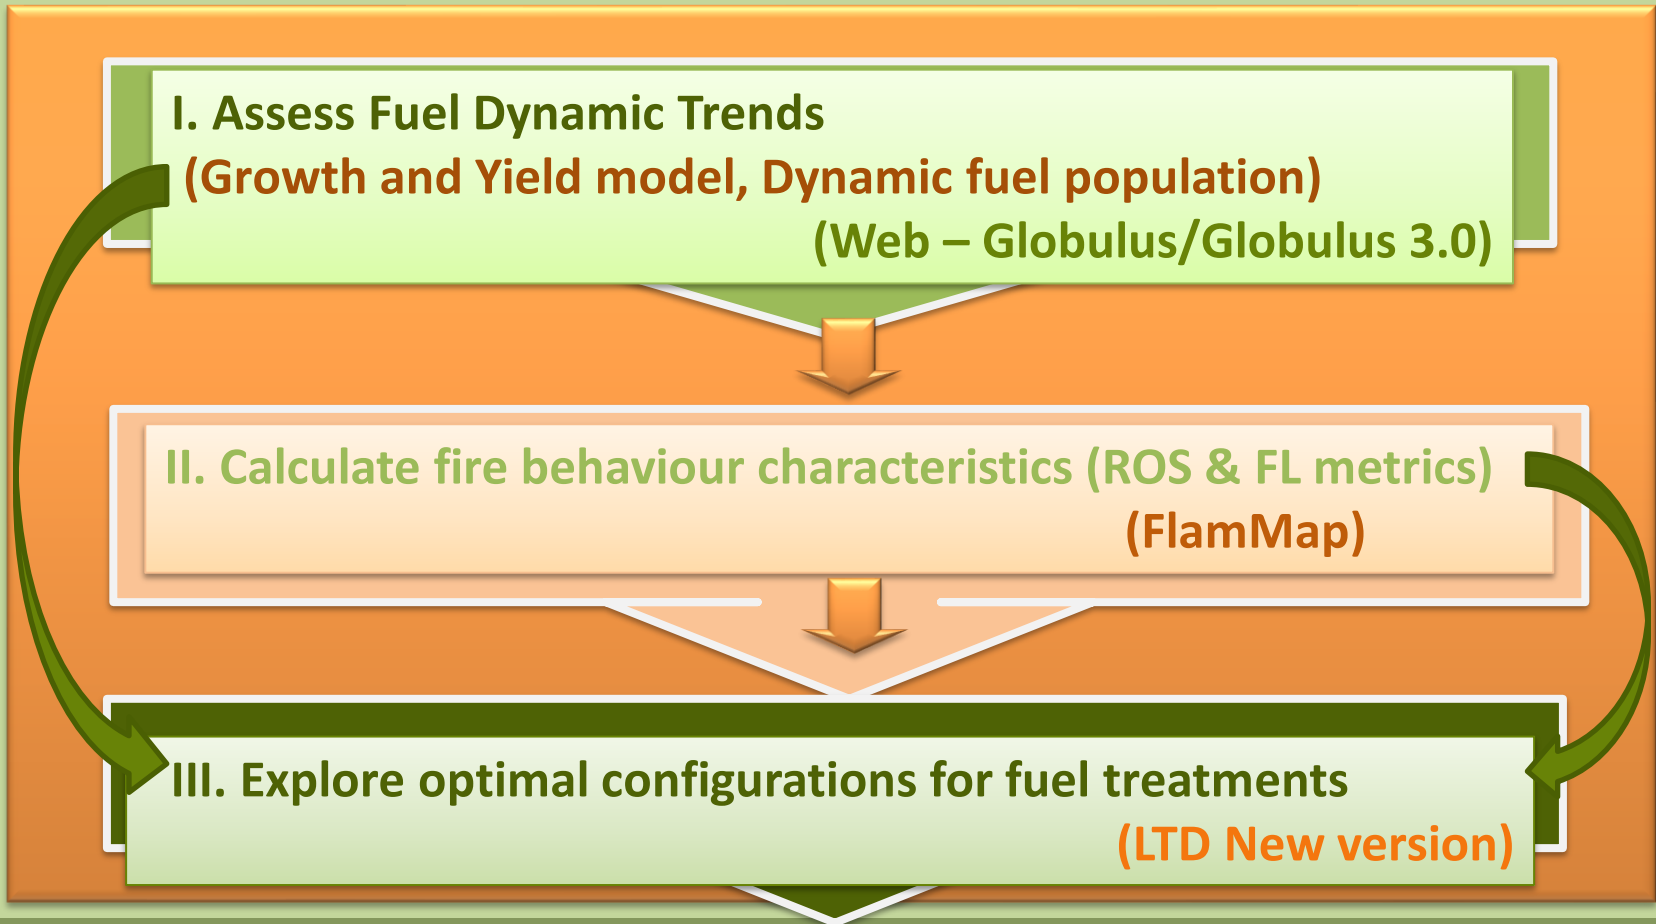 I. Assess Fuel Dynamic Trends
(Growth and Yield model, Dynamic fuel population)
(Web – Globulus/Globulus 3.0)
II. Calculate fire behaviour characteristics (ROS & FL metrics)
(FlamMap)
III. Explore optimal configurations for fuel treatments
(LTD New version)